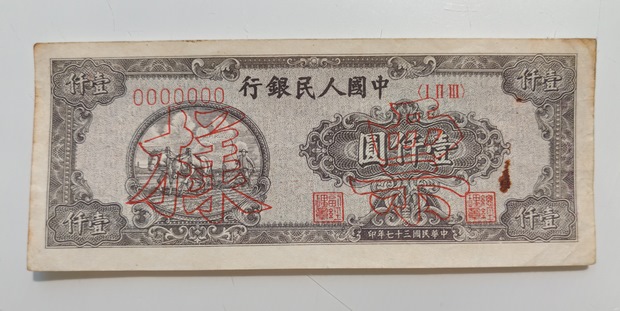 壹仟
中國人民銀行
壹仟
〈I II III〉
0000000
樣票
壹仟圓
壹仟
中華民國三十七年印
壹仟